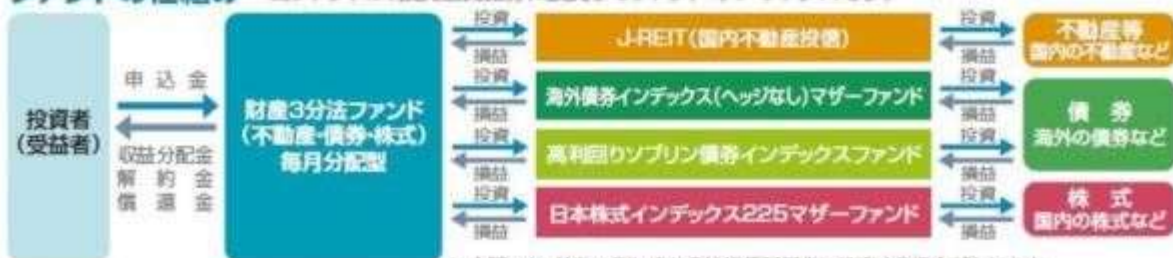 ファンドの仕組み
投資者
(受益者)
申込金
収益分配金
解約金
償還金
財産3分法ファンド
(不動産・債券・株式)
毎月分配型
投資
損益
J-REIT(国内不動産投信)
投資
損益
不動産等
国内の不動産など
投資
損益
海外債券インデックス(ヘッジなし)マザーファンド
投資
損益
債券
海外の債券など
投資
損益
高利回りソブリン債券インデックスファンド
投資
損益
投資
損益
日本株式インデックス225マザーファンド
投資
損益
株式
国内の株式など